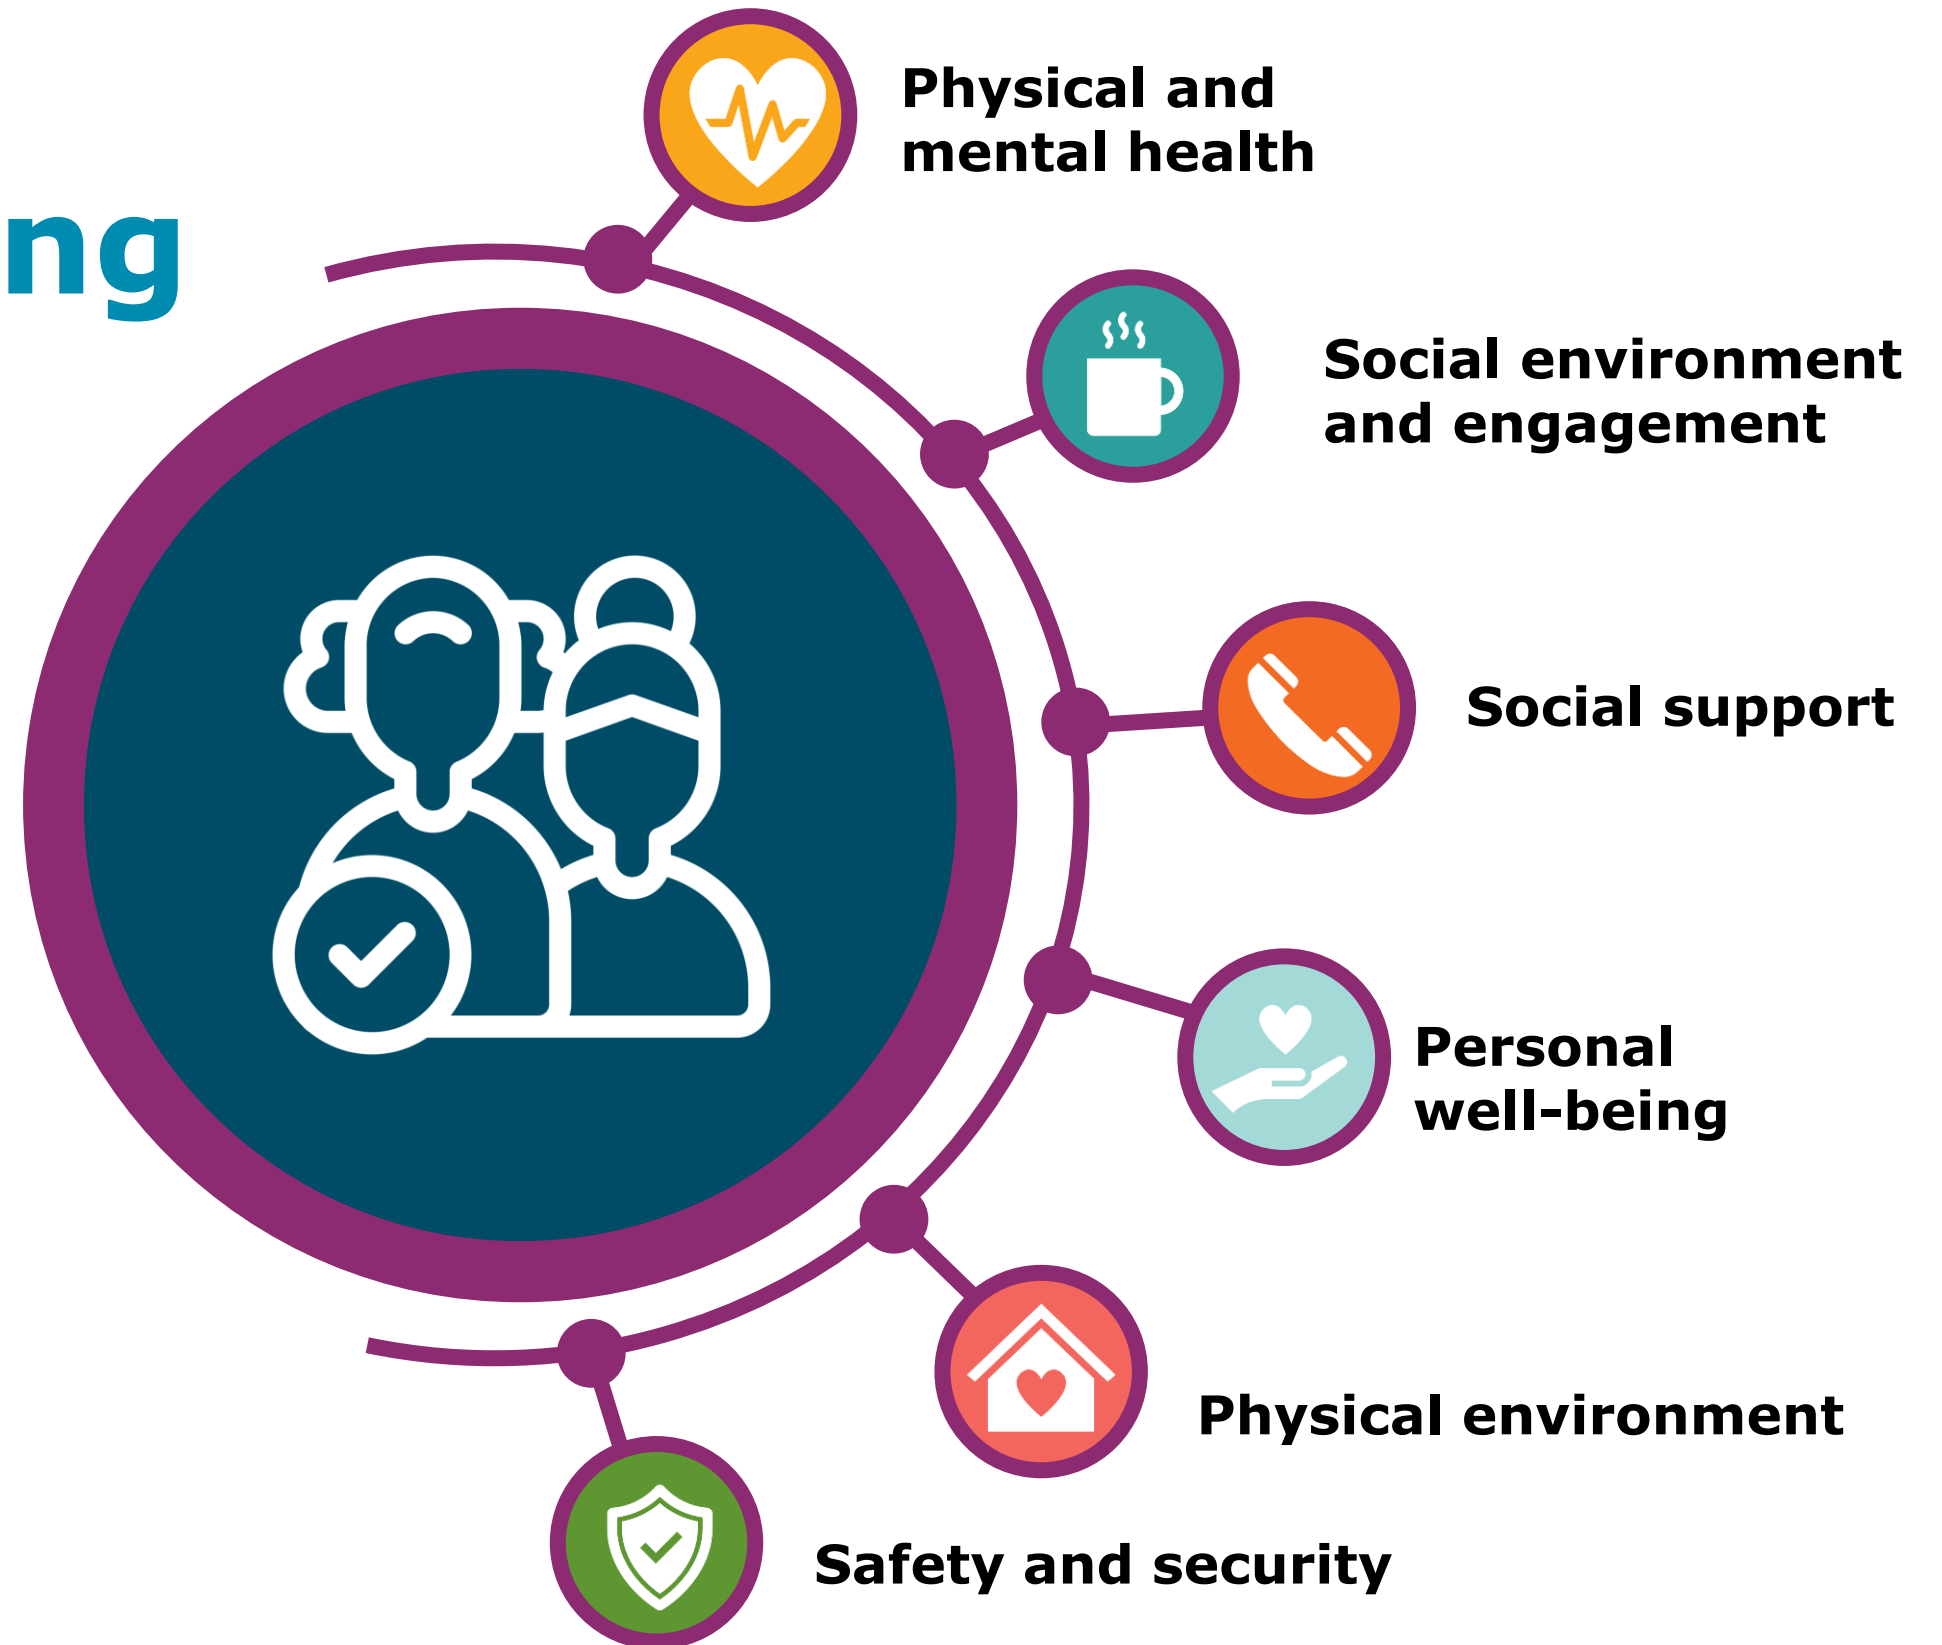 Physical and
mental health
ng
Social environment
and engagement
Social support
Personal
well-being
Physical environment
Safety and security